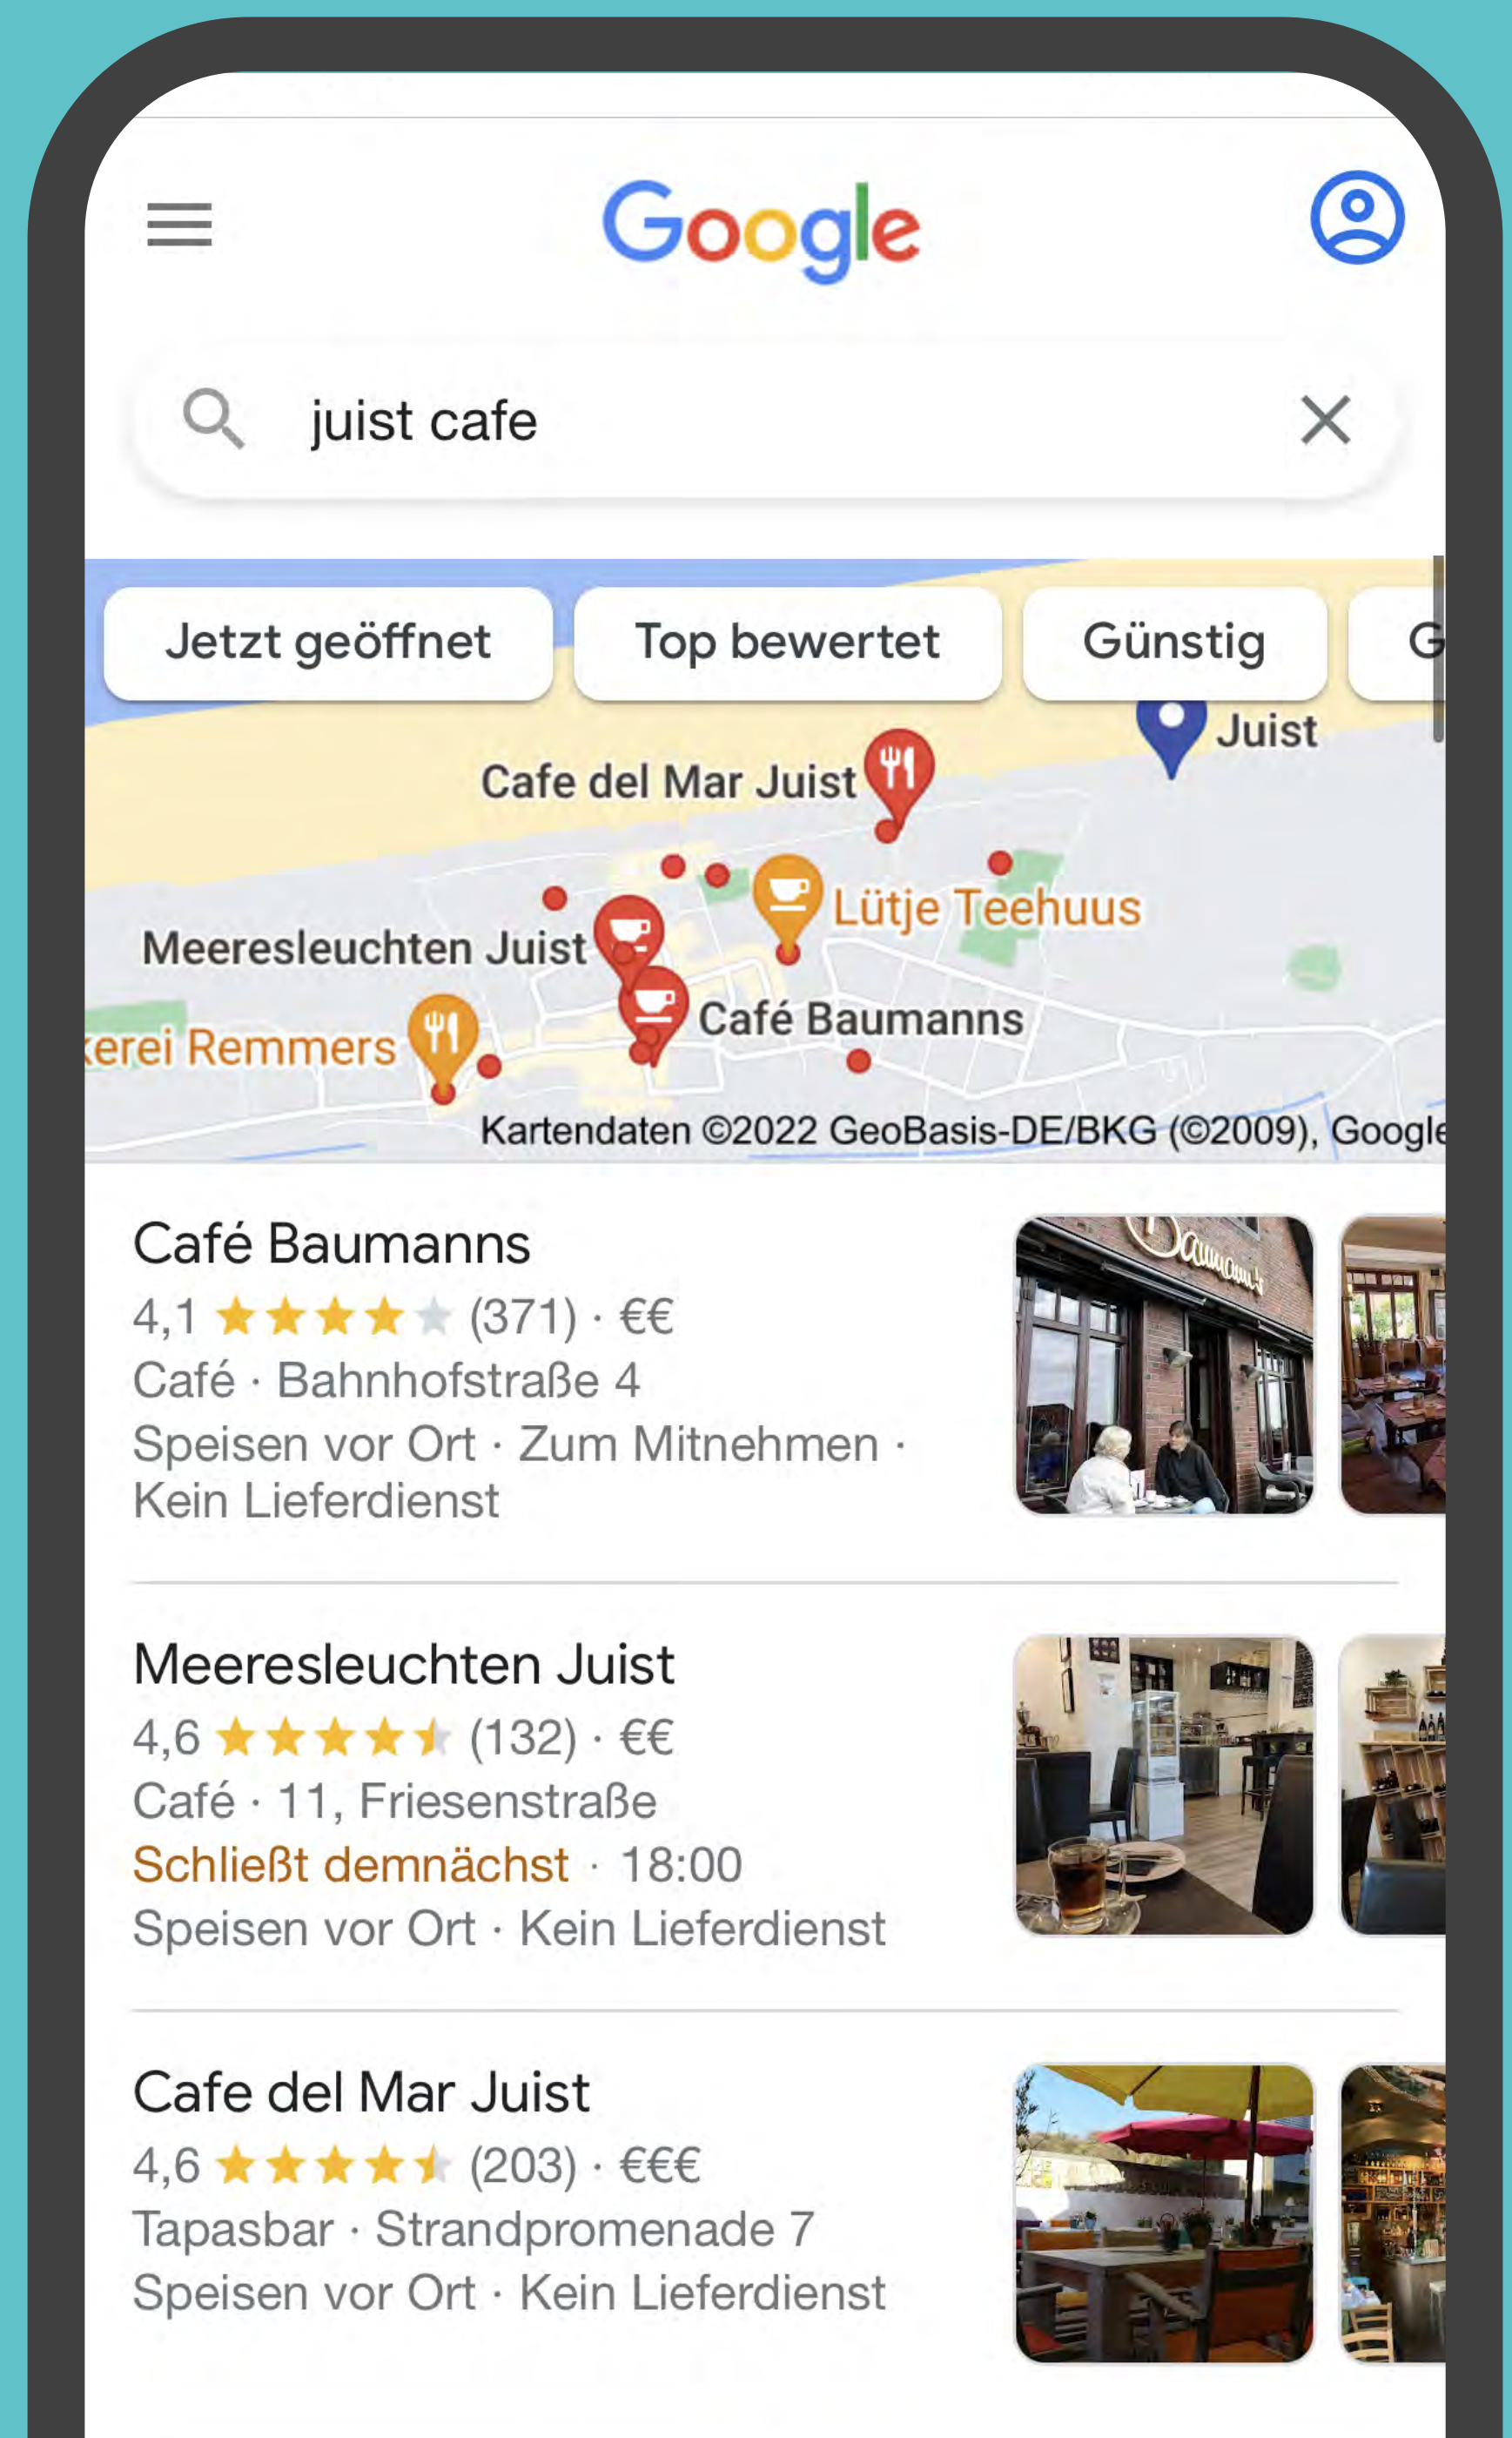 Google
juist cafe
Jetzt geöffnet
Top bewertet
Günstig
G
Juist
Cafe del Mar Juist
Lütje Teehuus
Meeresleuchten Juist
Café Baumanns
kerei Remmers
Kartendaten ©2022 GeoBasis-DE/BKG (©2009), Google
Café Baumanns
4,1 (371) · €€
Café · Bahnhofstraße 4
Speisen vor Ort · Zum Mitnehmen ·
Kein Lieferdienst
Baumann's
Meeresleuchten Juist
4,6 (132) · €€
Café · 11, Friesenstraße
Schließt demnächst · 18:00
Speisen vor Ort · Kein Lieferdienst
Cafe del Mar Juist
4,6 (203) · €€€
Tapasbar · Strandpromenade 7
Speisen vor Ort · Kein Lieferdienst